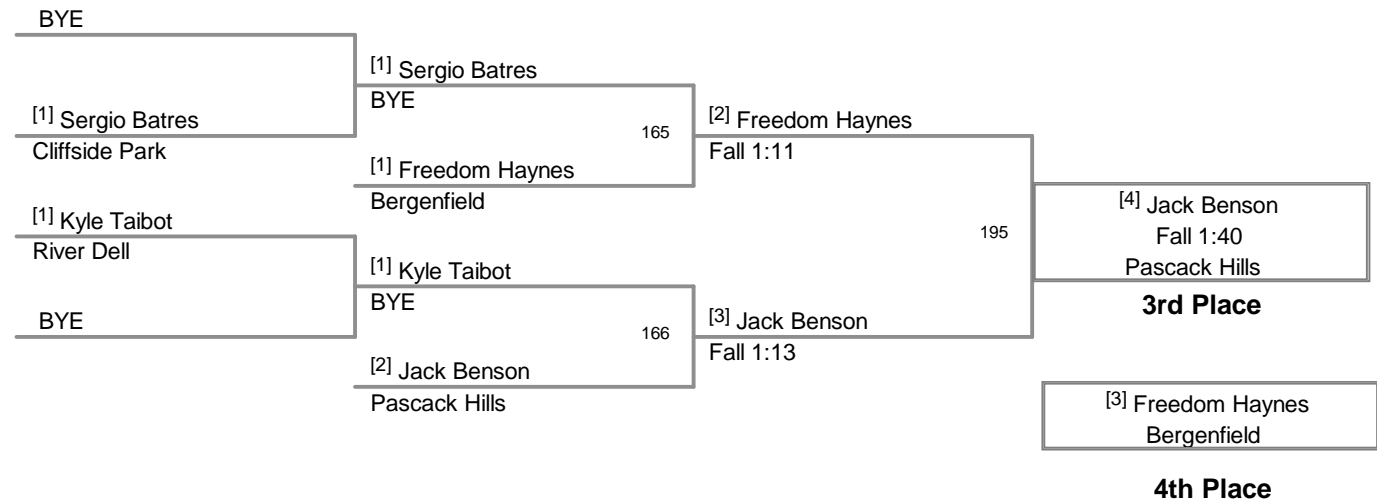 BYE
[1] Sergio Batres
Cliffside Park
[1] Kyle Taibot
River Dell
BYE
[1] Sergio Batres
BYE
165
[1] Freedom Haynes
Bergenfield
[1] Kyle Taibot
BYE
166
[2] Jack Benson
Pascack Hills
[2] Freedom Haynes
Fall 1:11
195
[3] Jack Benson
Fall 1:13
[4] Jack Benson
Fall 1:40
Pascack Hills
3rd Place
[3] Freedom Haynes
Bergenfield
4th Place